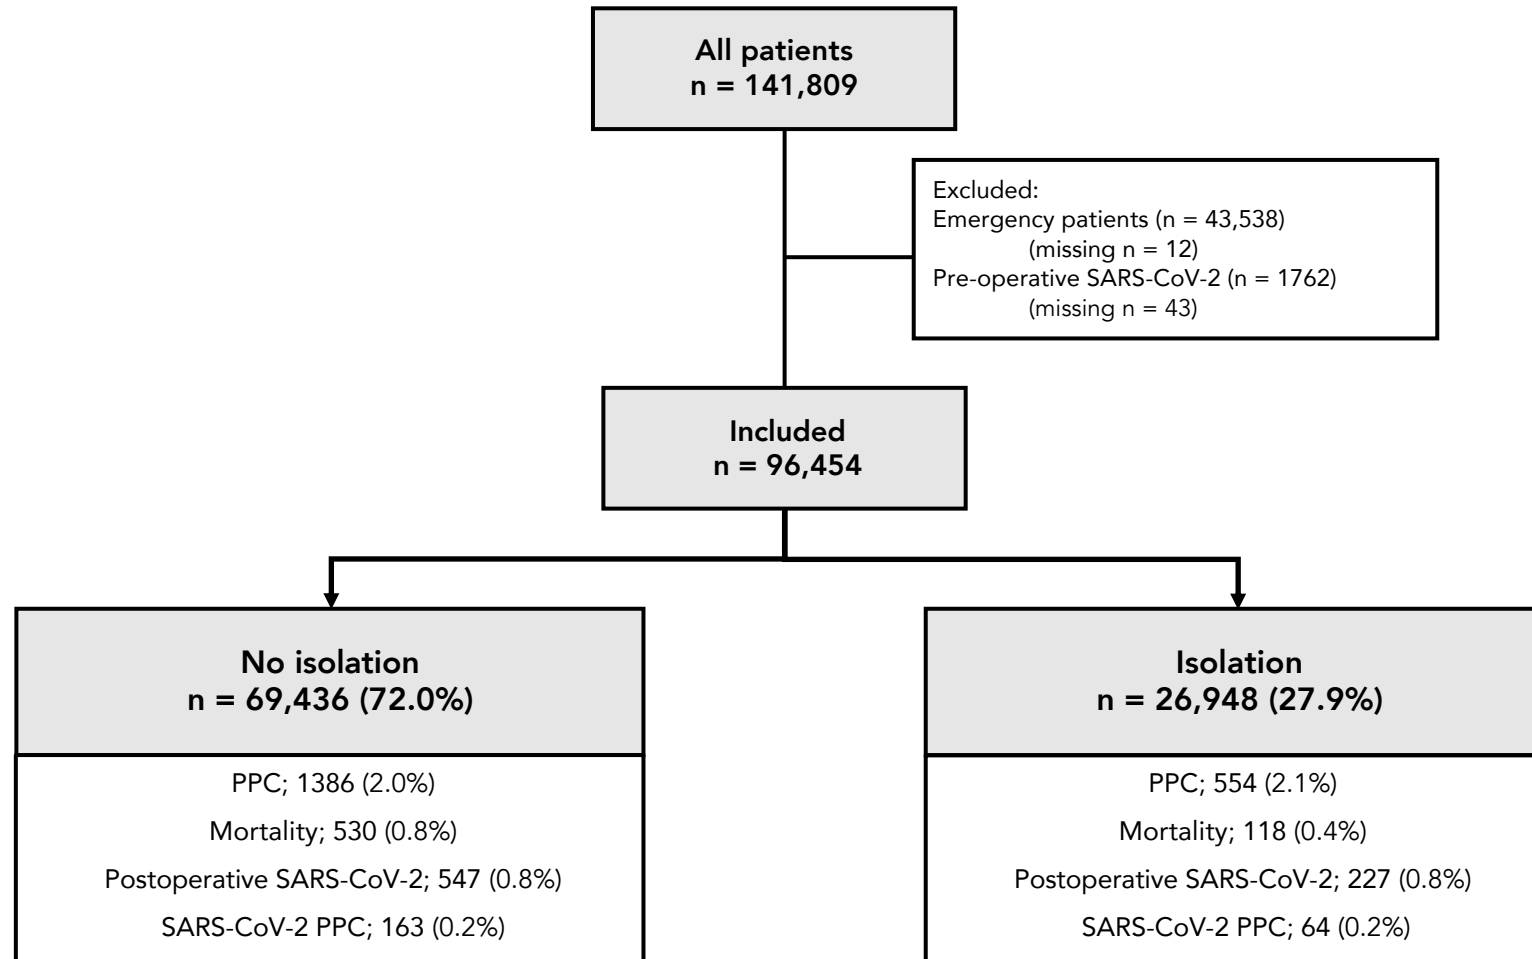 All patients
n = 141,809
Excluded:
Emergency patients (n = 43,538)
(missing n = 12)
Pre-operative SARS-CoV-2 (n = 1762)
(missing n = 43)
Included
n = 96,454
No isolation
n = 69,436 (72.0%)
PPC; 1386 (2.0%)
Mortality; 530 (0.8%)
Postoperative SARS-CoV-2; 547 (0.8%)
SARS-CoV-2 PPC; 163 (0.2%)
Isolation
n = 26,948 (27.9%)
PPC; 554 (2.1%)
Mortality; 118 (0.4%)
Postoperative SARS-CoV-2; 227 (0.8%)
SARS-CoV-2 PPC; 64 (0.2%)